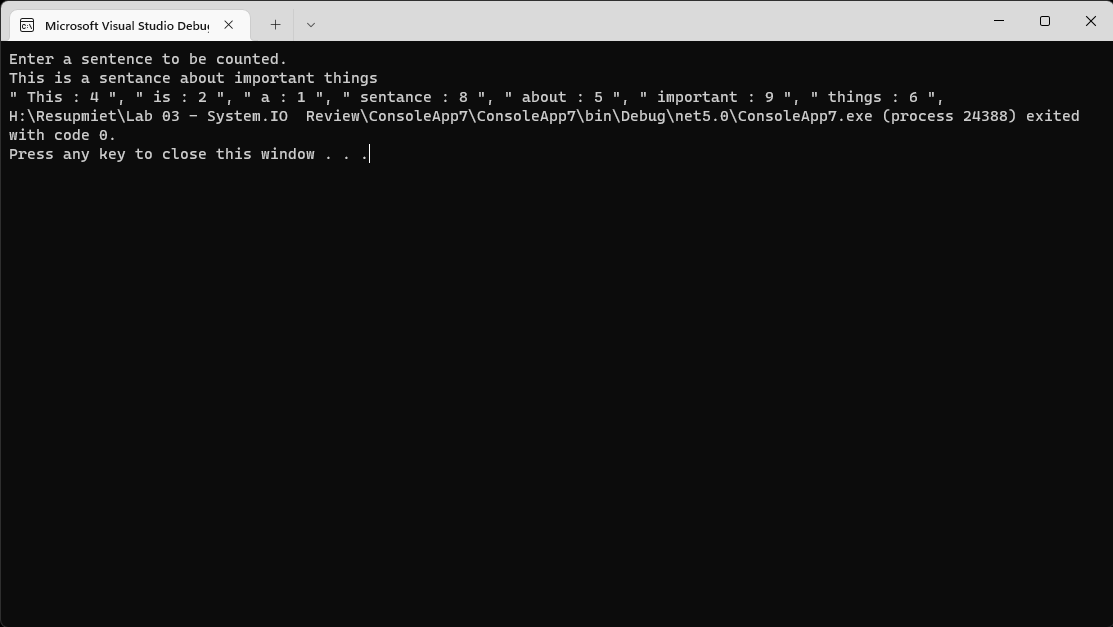 Microsoft Visual Studio Debug
Enter a sentence to be counted.
This is a sentance about important things
" This : 4 ", " is : 2 ", " a : 1 ", " sentance : 8 ", " about : 5 ", " important : 9 ", " things : 6 ",
H:\Resupmiet\Lab 03 - System.IO  Review\ConsoleApp7\ConsoleApp7\bin\Debug\net5.0\ConsoleApp7.exe (process 24388) exited
with code 0.
Press any key to close this window . . .